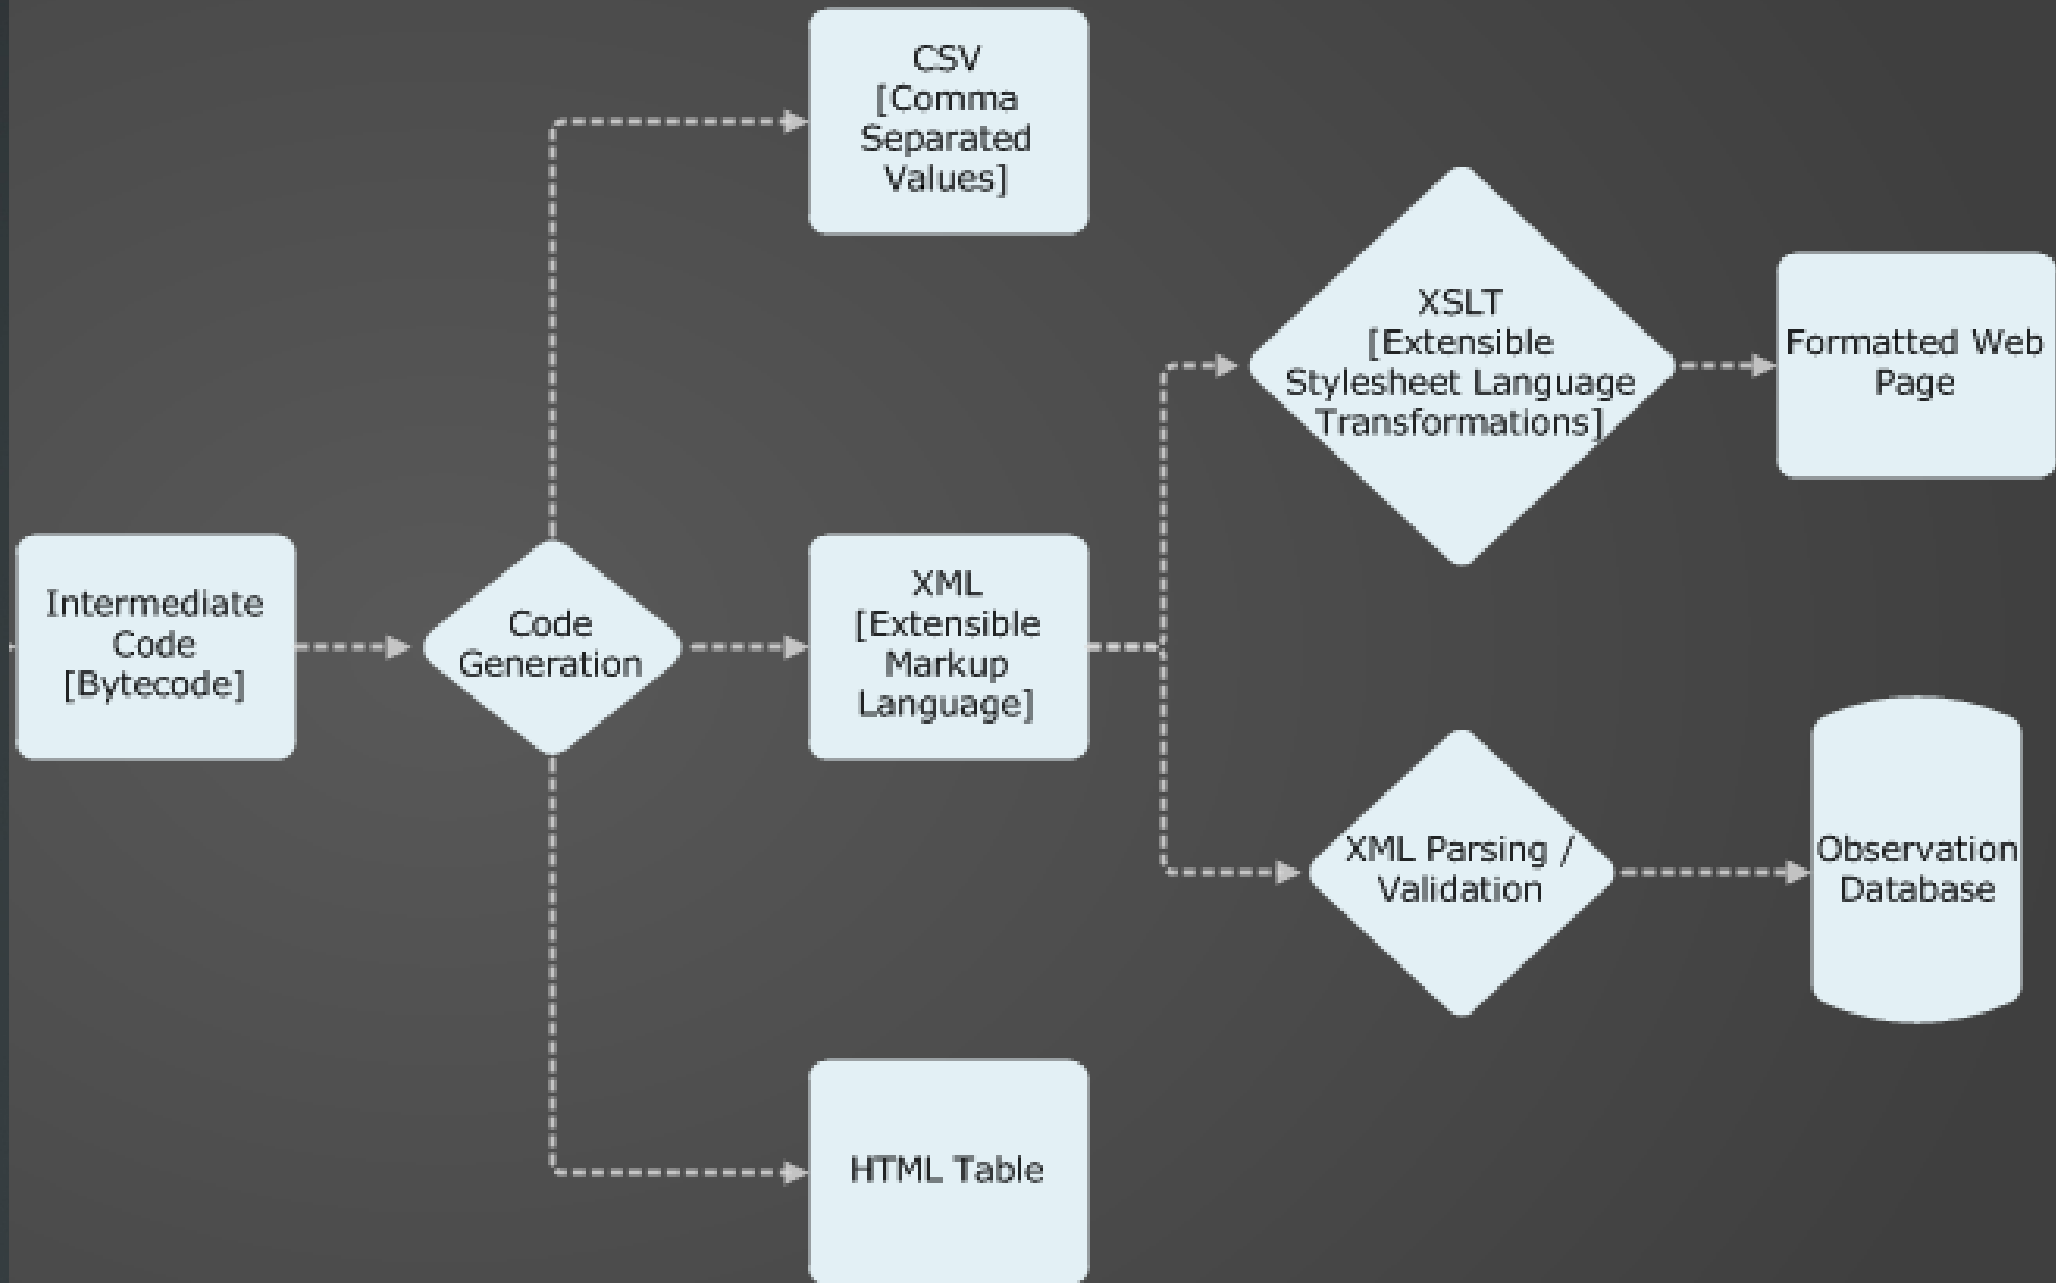 CSV
[Comma
Separated
Values]
XSLT
[Extensible
Stylesheet Language
Transformations]
Formatted Web
Page
Intermediate
Code
[Bytecode]
Code
Generation
XML
[Extensible
Markup
Language]
XML Parsing /
Validation
Observation
Database
HTML Table